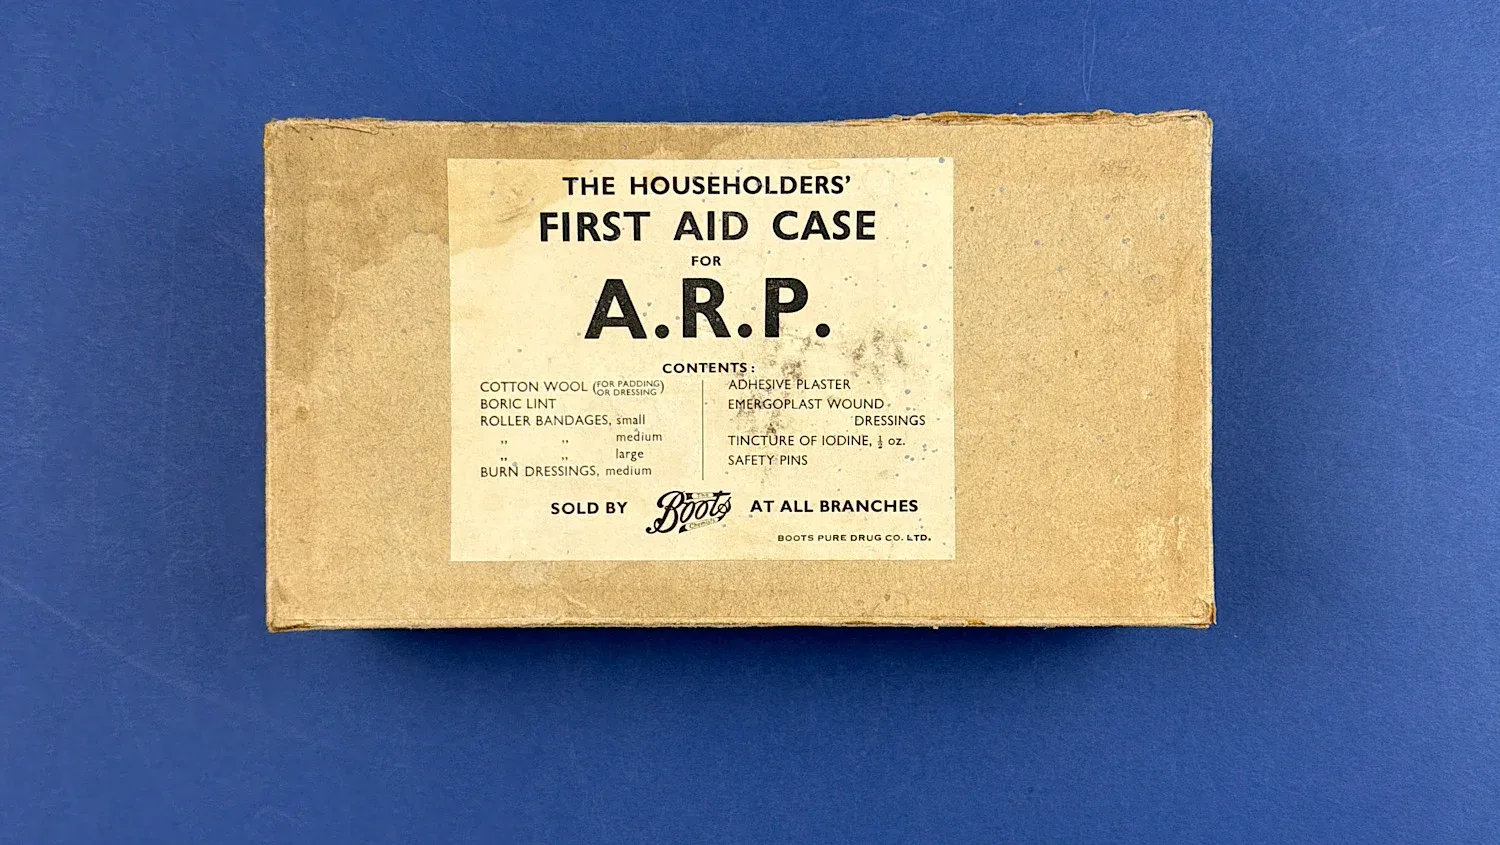 THE HOUSEHOLDERS'
FIRST AID CASE
FOR
A.R.P.
CONTENTS:
COTTON WOOL (FOR PADDING OR DRESSING)
BORIC LINT
ROLLER BANDAGES, small
„ „ medium
„ „ large
BURN DRESSINGS, medium
ADHESIVE PLASTER
EMERGOPLAST WOUND
DRESSINGS
TINCTURE OF IODINE, ½ oz.
SAFETY PINS
SOLD BY The Boots Chemists AT ALL BRANCHES
BOOTS PURE DRUG CO. LTD.